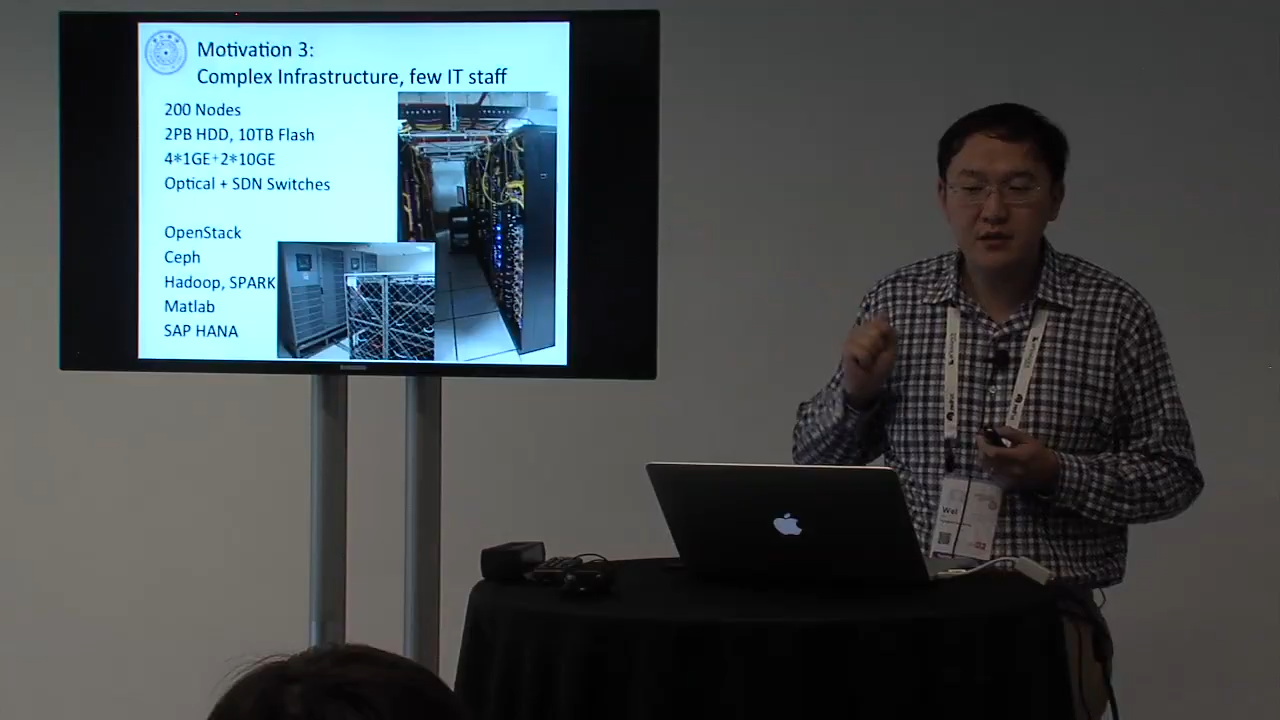 Motivation 3:
Complex Infrastructure, few IT staff
200 Nodes
2PB HDD, 10TB Flash
4*1GE+2*10GE
Optical + SDN Switches
OpenStack
Ceph
Hadoop, SPARK
Matlab
SAP HANA
Wei